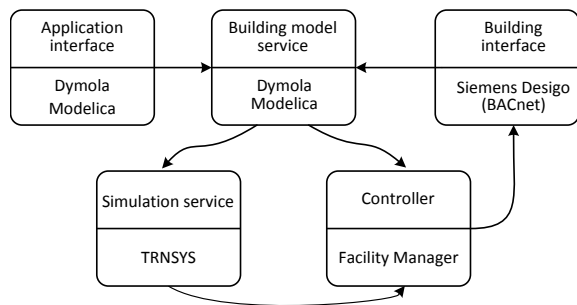 Application
interface
Dymola
Modelica
Building model
service
Dymola
Modelica
Building
interface
Siemens Desigo
(BACnet)
Simulation service
TRNSYS
Controller
Facility Manager